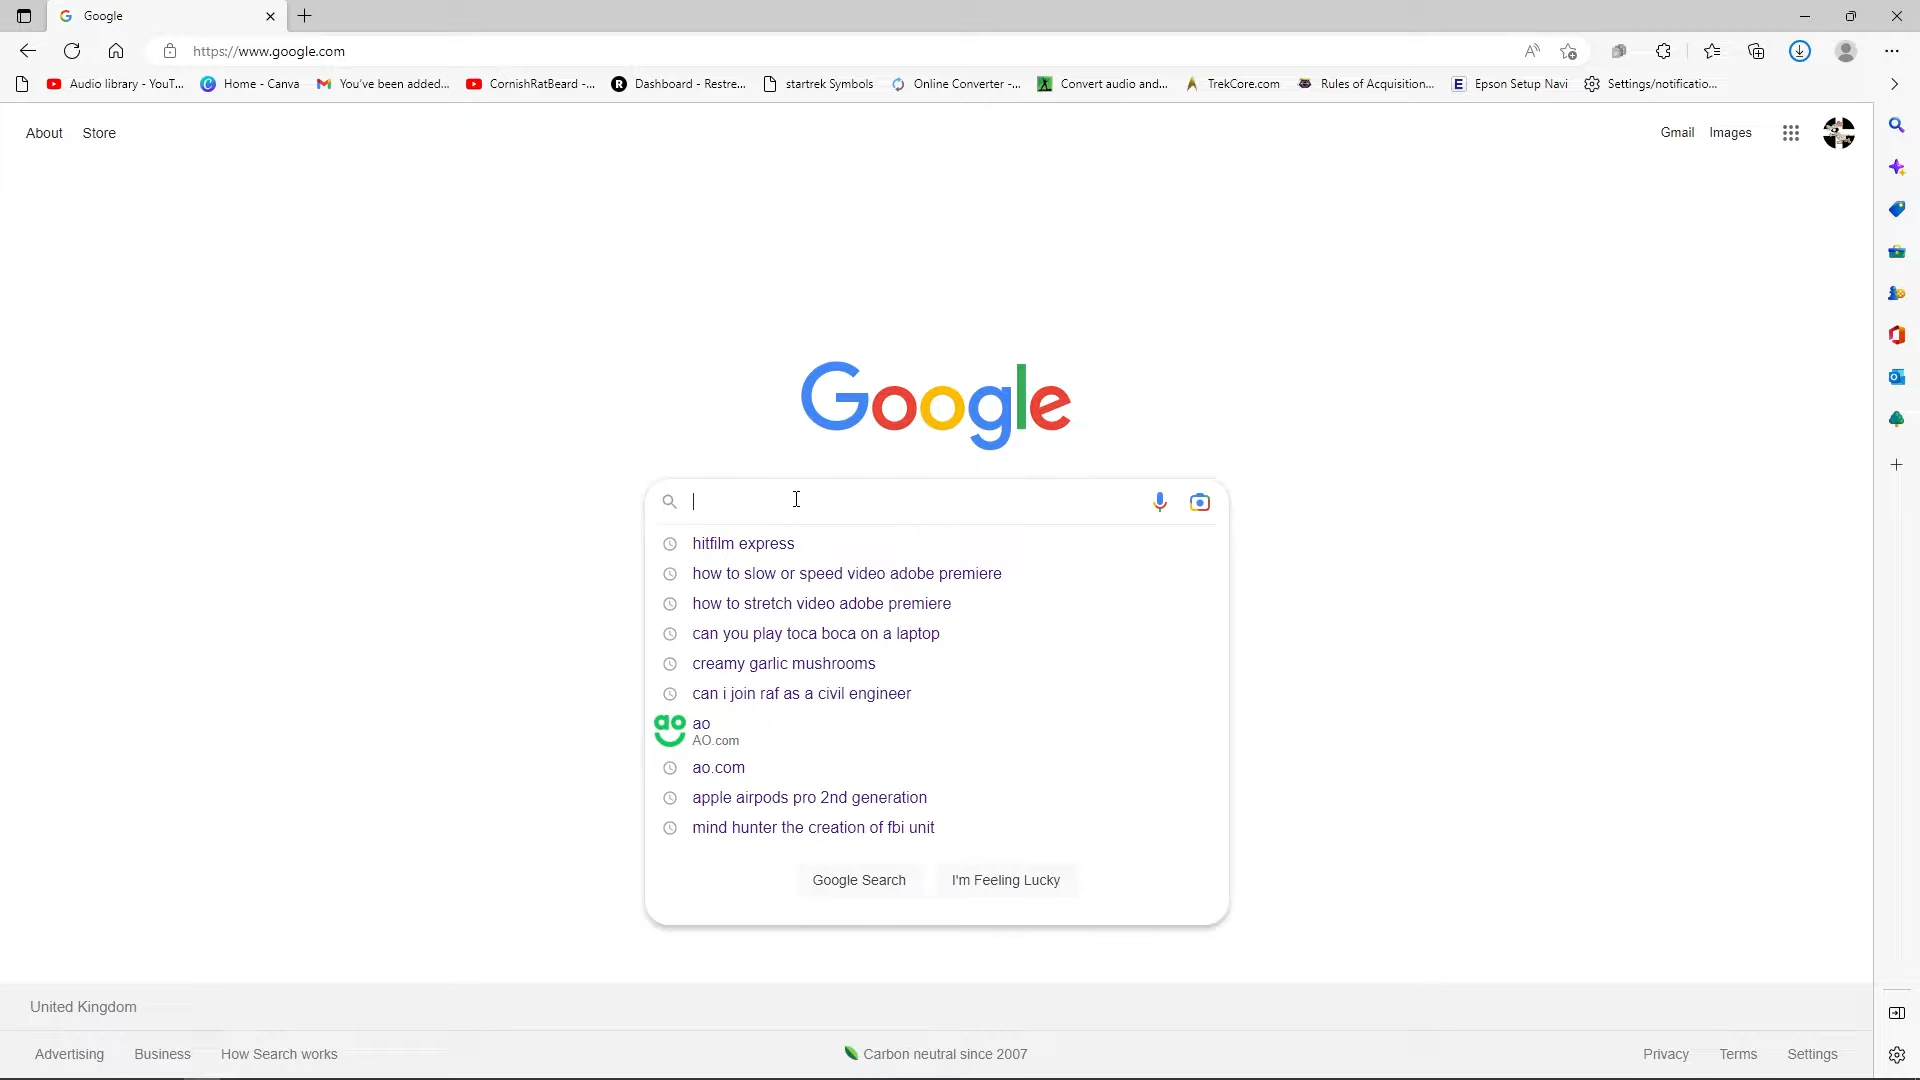 Google
https://www.google.com
Audio library - YouT...
Home - Canva
You've been added...
CornishRatBeard -...
Dashboard - Restre...
startrek Symbols
Online Converter -...
Convert audio and...
TrekCore.com
Rules of Acquisition...
Epson Setup Navi
Settings/notificatio...
About
Store
Gmail
Images
Google
hitfilm express
how to slow or speed video adobe premiere
how to stretch video adobe premiere
can you play toca boca on a laptop
creamy garlic mushrooms
can i join raf as a civil engineer
ao
ao
AO.com
ao.com
apple airpods pro 2nd generation
mind hunter the creation of fbi unit
Google Search
I'm Feeling Lucky
United Kingdom
Advertising
Business
How Search works
Carbon neutral since 2007
Privacy
Terms
Settings